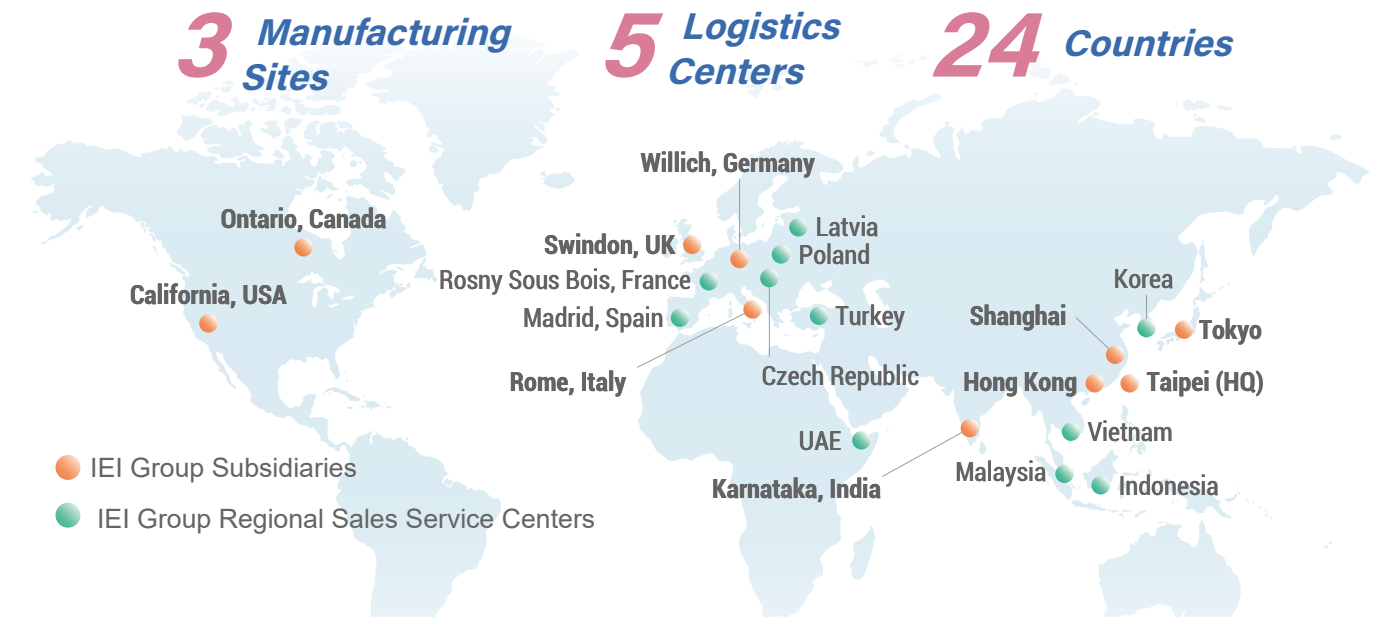 3 Manufacturing
Sites
5 Logistics
Centers
24 Countries
Willich, Germany
Ontario, Canada
Latvia
Swindon, UK
Poland
Rosny Sous Bois, France
Korea
California, USA
Madrid, Spain
Turkey
Shanghai
Tokyo
Rome, Italy
Czech Republic
Hong Kong
Taipei (HQ)
UAE
Vietnam
IEI Group Subsidiaries
Malaysia
Karnataka, India
Indonesia
IEI Group Regional Sales Service Centers